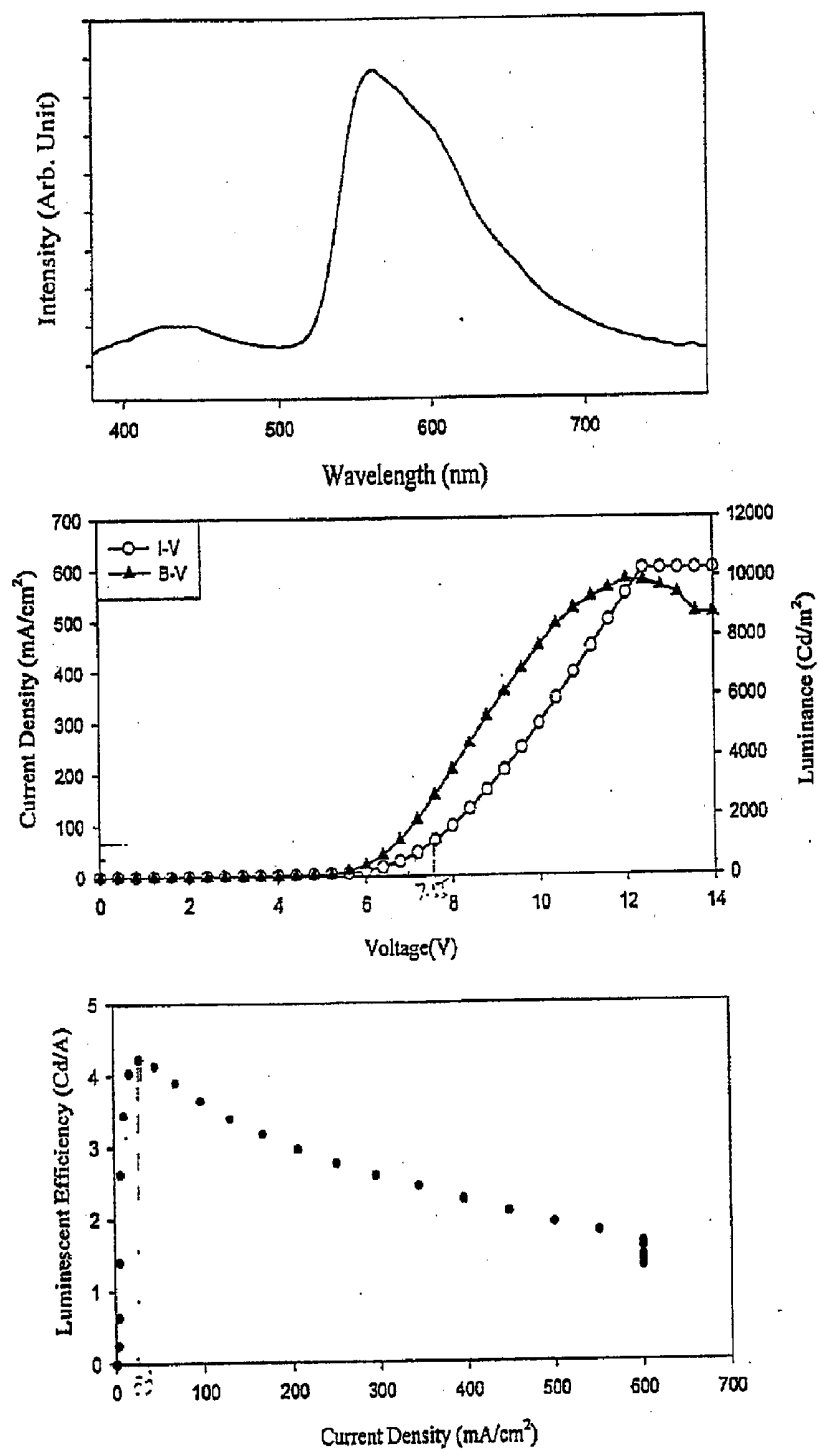 Intensity (Arb. Unit)
400 500 600 700
Wavelength (nm)
700
600
500
400
300
200
100
0
Current Density (mA/cm²)
I-V
B-V
12000
10000
8000
6000
4000
2000
0
Luminance (Cd/m²)
0 2 4 6 8 10 12 14
Voltage(V)
5
4
3
2
1
0
Luminescent Efficiency (Cd/A)
0 100 200 300 400 500 600 700
Current Density (mA/cm²)